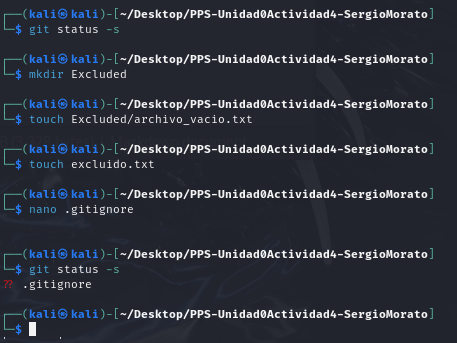 ┌──(kali㉿kali)-[~/Desktop/PPS-Unidad0Actividad4-SergioMorato]
└─$ git status -s
┌──(kali㉿kali)-[~/Desktop/PPS-Unidad0Actividad4-SergioMorato]
└─$ mkdir Excluded
┌──(kali㉿kali)-[~/Desktop/PPS-Unidad0Actividad4-SergioMorato]
└─$ touch Excluded/archivo_vacio.txt
┌──(kali㉿kali)-[~/Desktop/PPS-Unidad0Actividad4-SergioMorato]
└─$ touch excluido.txt
┌──(kali㉿kali)-[~/Desktop/PPS-Unidad0Actividad4-SergioMorato]
└─$ nano .gitignore
┌──(kali㉿kali)-[~/Desktop/PPS-Unidad0Actividad4-SergioMorato]
└─$ git status -s
?? .gitignore
┌──(kali㉿kali)-[~/Desktop/PPS-Unidad0Actividad4-SergioMorato]
└─$